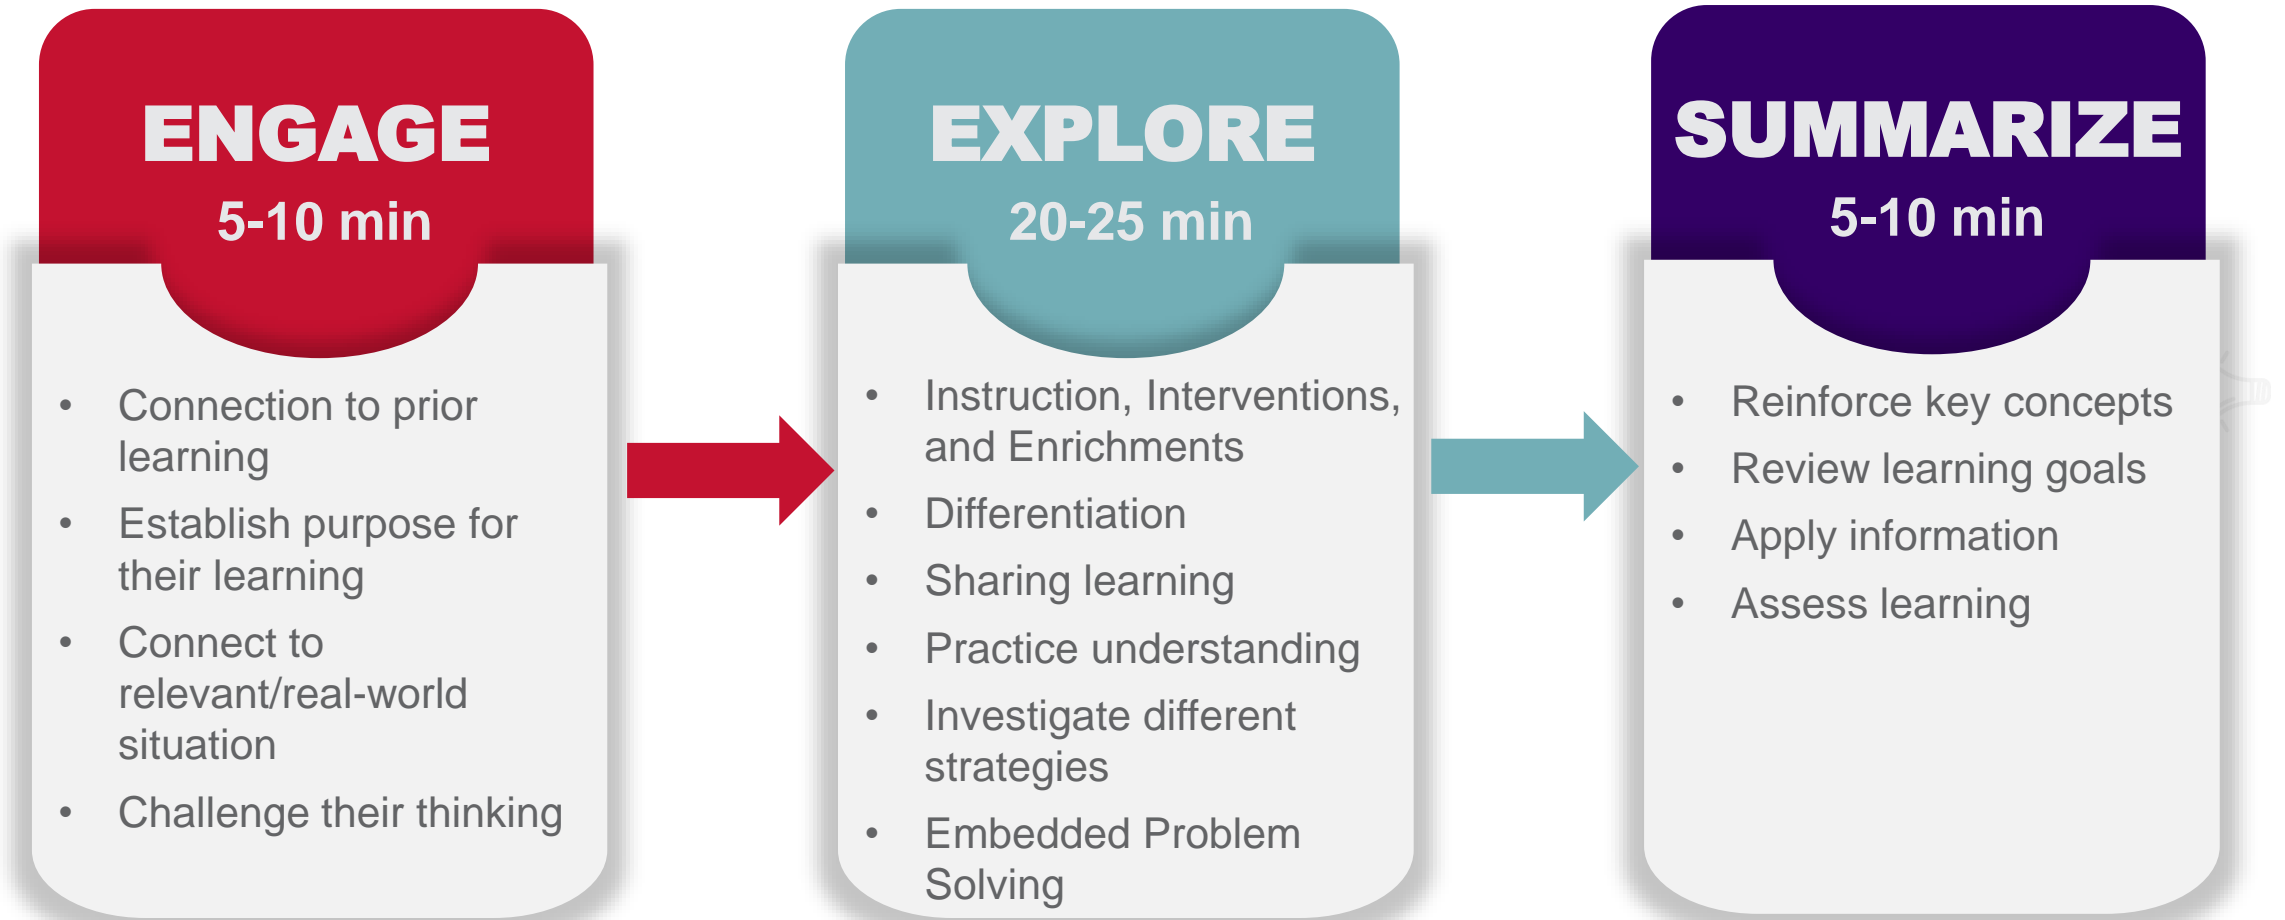 ENGAGE
5-10 min
• Connection to prior
learning
• Establish purpose for
their learning
• Connect to
relevant/real-world
situation
• Challenge their thinking
EXPLORE
20-25 min
• Instruction, Interventions,
and Enrichments
• Differentiation
• Sharing learning
• Practice understanding
• Investigate different
strategies
• Embedded Problem
Solving
SUMMARIZE
5-10 min
• Reinforce key concepts
• Review learning goals
• Apply information
• Assess learning